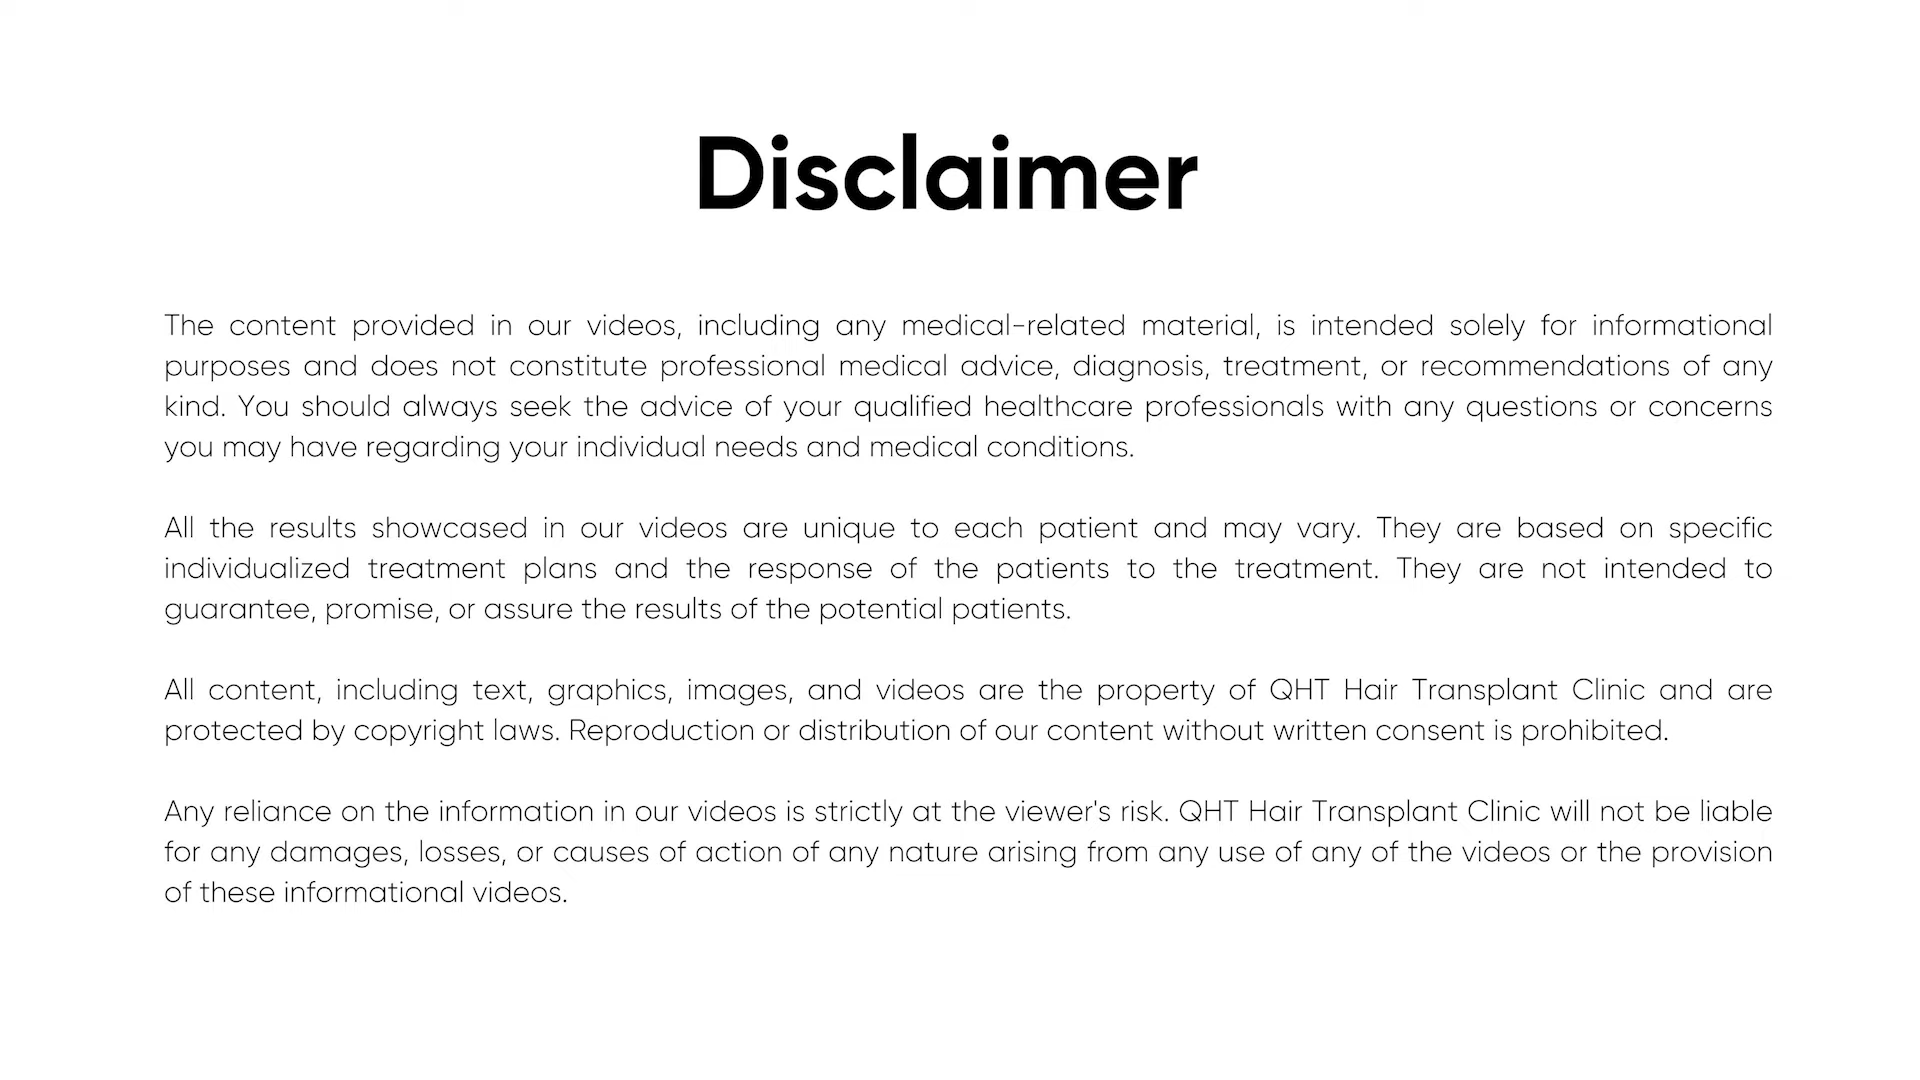 Disclaimer
The content provided in our videos, including any medical-related material, is intended solely for informational
purposes and does not constitute professional medical advice, diagnosis, treatment, or recommendations of any
kind. You should always seek the advice of your qualified healthcare professionals with any questions or concerns
you may have regarding your individual needs and medical conditions.
All the results showcased in our videos are unique to each patient and may vary. They are based on specific
individualized treatment plans and the response of the patients to the treatment. They are not intended to
guarantee, promise, or assure the results of the potential patients.
All content, including text, graphics, images, and videos are the property of QHT Hair Transplant Clinic and are
protected by copyright laws. Reproduction or distribution of our content without written consent is prohibited.
Any reliance on the information in our videos is strictly at the viewer's risk. QHT Hair Transplant Clinic will not be liable
for any damages, losses, or causes of action of any nature arising from any use of any of the videos or the provision
of these informational videos.